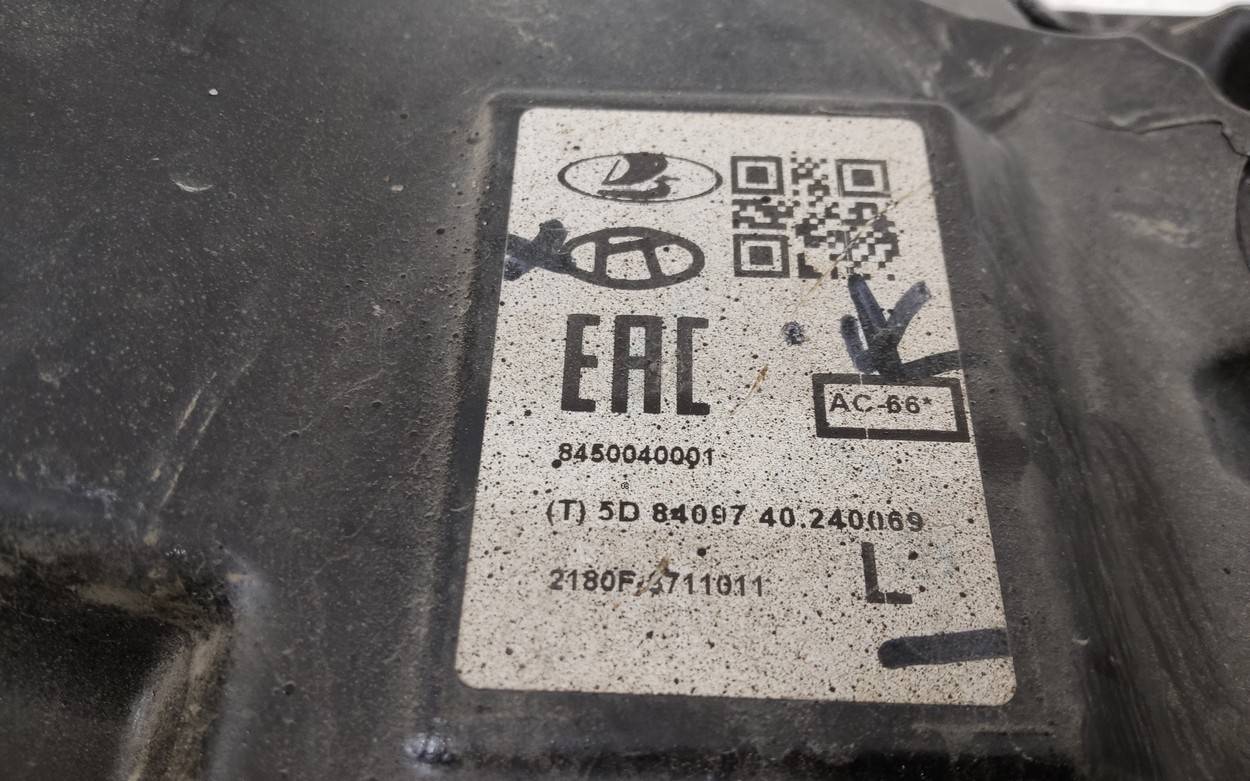 EAC
AC-66*
8450040001
(T) 5D 84097 40.240069
L